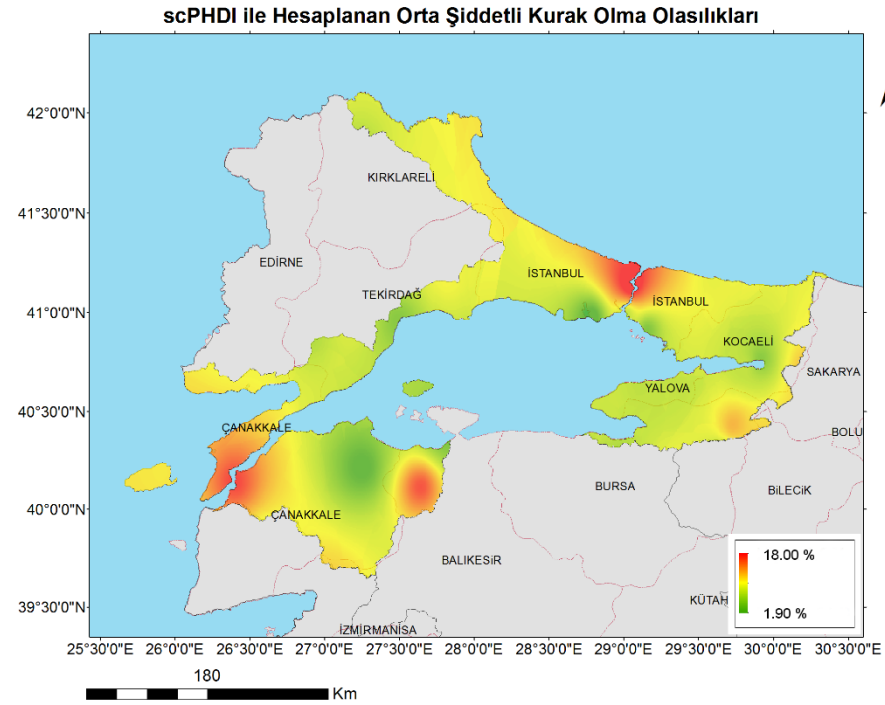 scPHDI ile Hesaplanan Orta Şiddetli Kurak Olma Olasılıkları
42°0'0"N
KIRKLARELİ
41°30'0"N
EDİRNE
İSTANBUL
TEKİRDAĞ
İSTANBUL
41°0'0"N
KOCAELİ
SAKARYA
YALOVA
40°30'0"N
ÇANAKKALE
BOLU
BURSA
BİLECİK
40°0'0"N
ÇANAKKALE
BALIKESİR
18.00 %
KÜTAH
1.90 %
39°30'0"N
İZMİRMANİSA
25°30'0"E 26°0'0"E 26°30'0"E 27°0'0"E 27°30'0"E 28°0'0"E 28°30'0"E 29°0'0"E 29°30'0"E 30°0'0"E 30°30'0"E
180
Km